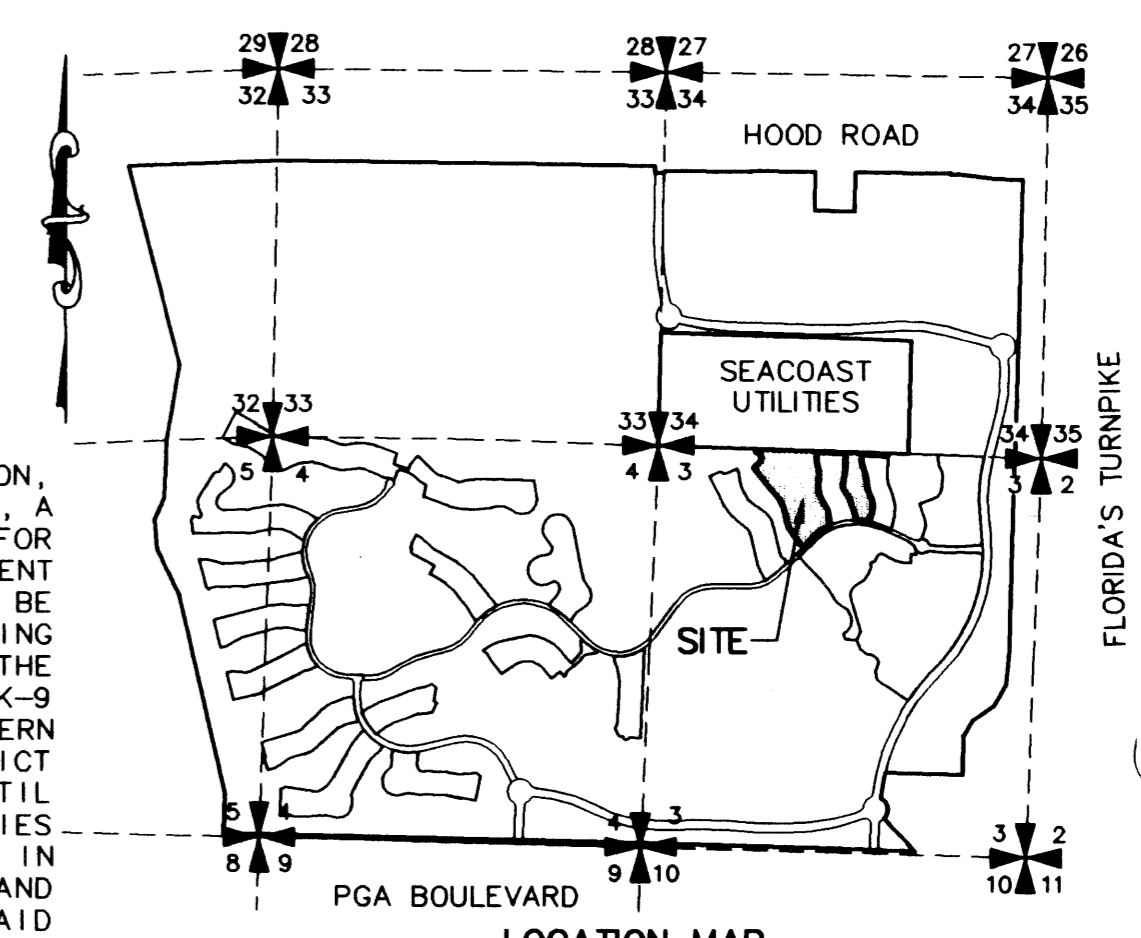 29 28
28 27
27 26
32 33
33 34
34 35
HOOD ROAD
SEACOAST
UTILITIES
FLORIDA'S TURNPIKE
32 33
33 34
34 35
5 4
4 3
3 2
ON,
, A
FOR
ENT
BE
ING
THE
K-9
ERN
ICT
TIL
IES
IN
AND
AID
SITE
5 4
4 3
3 2
8 9
9 10
10 11
PGA BOULEVARD
LOCATION MAP